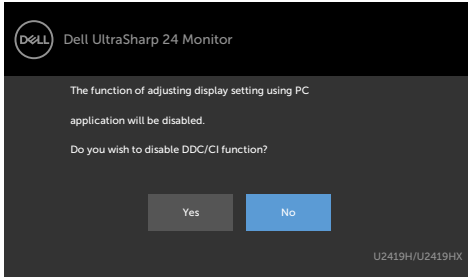 DELL
Dell UltraSharp 24 Monitor
The function of adjusting display setting using PC
application will be disabled.
Do you wish to disable DDC/CI function?
Yes No
U2419H/U2419HX